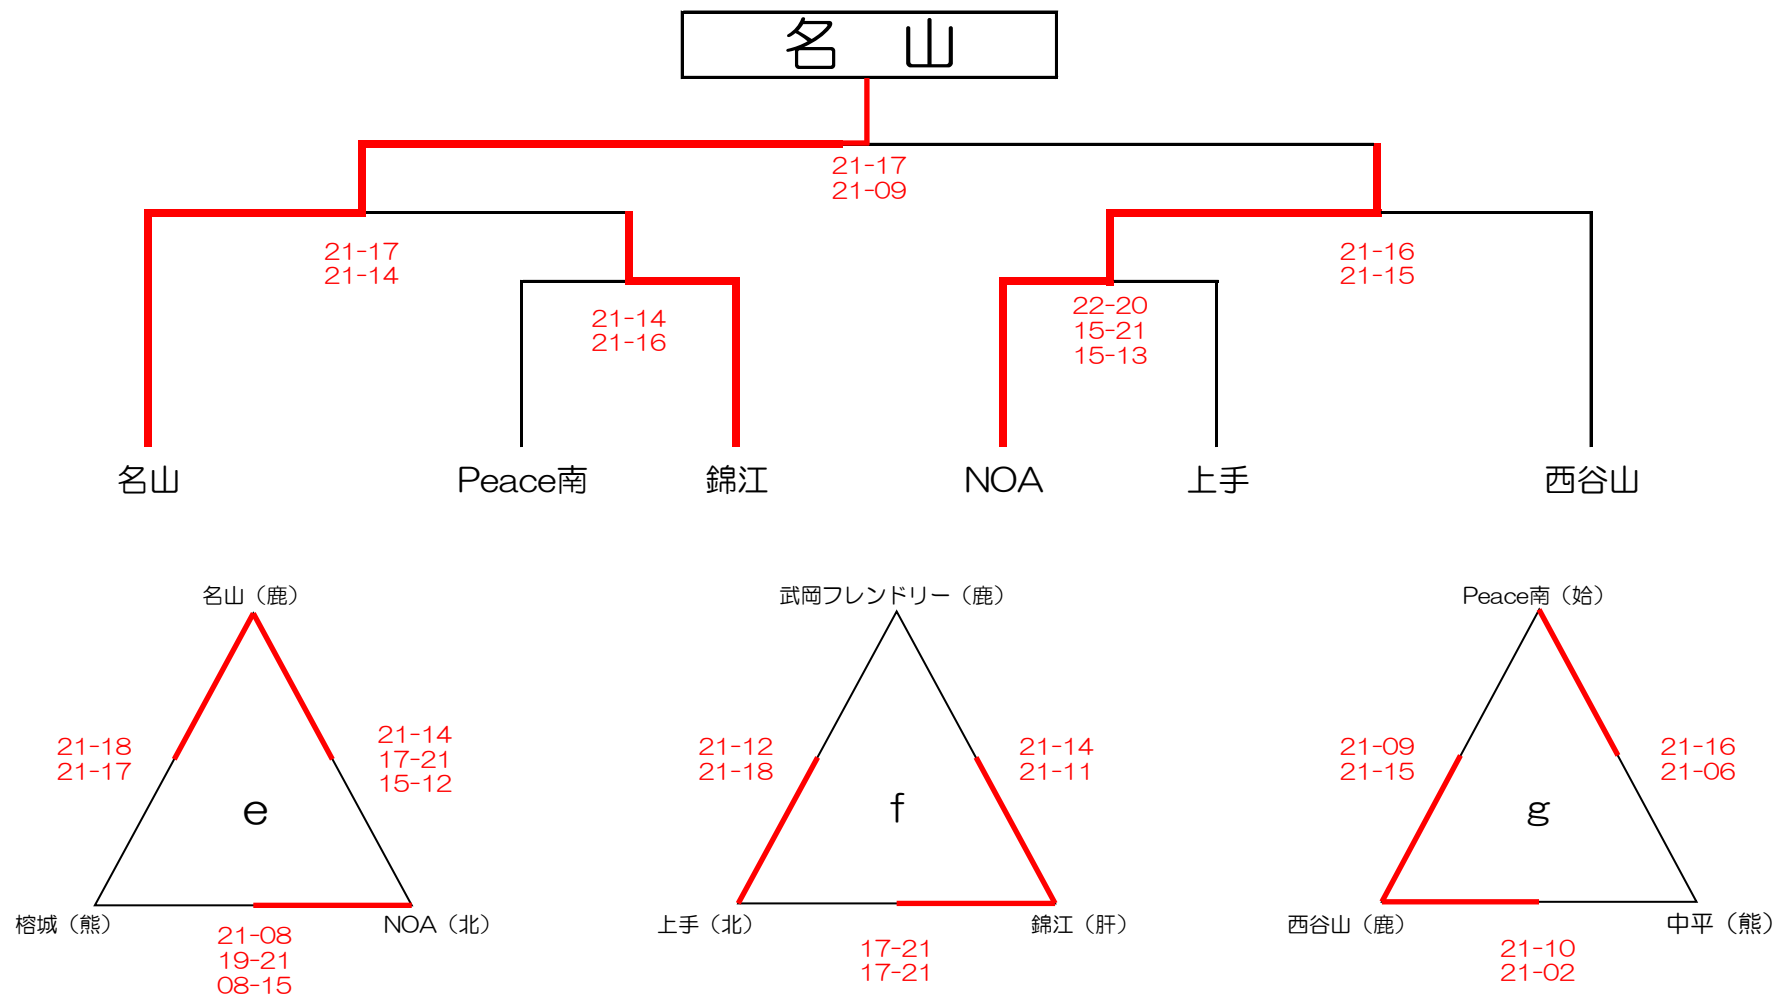 名　山
21-17
21-09
21-17
21-14
21-16
21-15
21-14
21-16
22-20
15-21
15-13
名山
Peace南
錦江
NOA
上手
西谷山
名山（鹿）
武岡フレンドリー（鹿）
Peace南（姶）
21-18
21-17
21-14
17-21
15-12
21-12
21-18
21-14
21-11
21-09
21-15
21-16
21-06
e
f
g
榕城（熊）
NOA（北）
上手（北）
錦江（肝）
西谷山（鹿）
中平（熊）
21-08
19-21
08-15
17-21
17-21
21-10
21-02